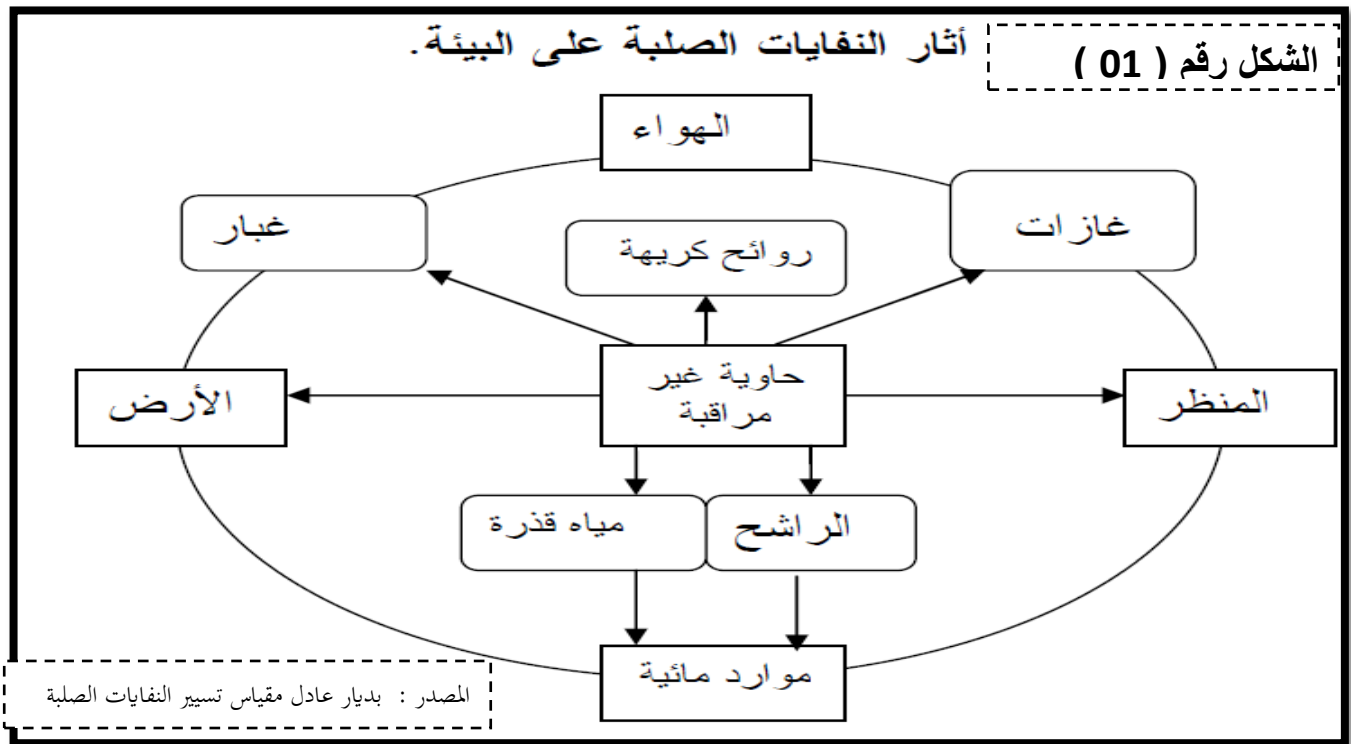 أثار النفايات الصلبة على البيئة.
الشكل رقم ( 01 )
الهواء
غازات
غبار
روائح كريهة
حاوية غير
مراقبة
المنظر
الأرض
الراشح
مياه قذرة
موارد مائية
المصدر : بديار عادل مقياس تسيير النفايات الصلبة